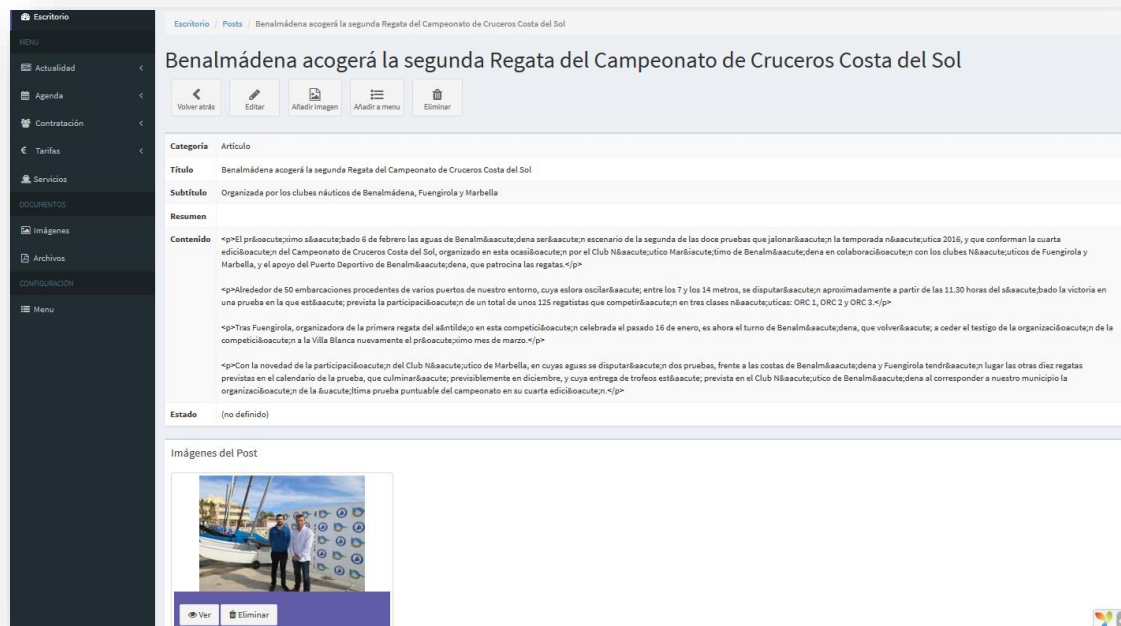 Escritorio
MENU
Actualidad
Agenda
Contratación
Tarifas
Servicios
DOCUMENTOS
Imágenes
Archivos
CONFIGURACIÓN
Menu
Escritorio / Posts / Benalmádena acogerá la segunda Regata del Campeonato de Cruceros Costa del Sol
Benalmádena acogerá la segunda Regata del Campeonato de Cruceros Costa del Sol
Volver atrás Editar Añadir imagen Añadir a menu Eliminar
Categoría Artículo
Título Benalmádena acogerá la segunda Regata del Campeonato de Cruceros Costa del Sol
Subtítulo Organizada por los clubes náuticos de Benalmádena, Fuengirola y Marbella
Resumen
Contenido <p>El pr&oacute;ximo s&aacute;bado 6 de febrero las aguas de Benalm&aacute;dena ser&aacute;n escenario de la segunda de las doce pruebas que jalonar&aacute;n la temporada n&aacute;utica 2016, y que conforman la cuarta
edici&oacute;n del Campeonato de Cruceros Costa del Sol, organizado en esta ocasi&oacute;n por el Club N&aacute;utico Mar&iacute;timo de Benalm&aacute;dena en colaboraci&oacute;n con los clubes N&aacute;uticos de Fuengirola y
Marbella, y el apoyo del Puerto Deportivo de Benalm&aacute;dena, que patrocina las regatas.</p>
<p>Alrededor de 50 embarcaciones procedentes de varios puertos de nuestro entorno, cuya eslora oscilar&aacute; entre los 7 y los 14 metros, se disputar&aacute;n aproximadamente a partir de las 11.30 horas del s&aacute;bado la victoria en
una prueba en la que est&aacute; prevista la participaci&oacute;n de un total de unos 125 regatistas que competir&aacute;n en tres clases n&aacute;uticas: ORC 1, ORC 2 y ORC 3.</p>
<p>Tras Fuengirola, organizadora de la primera regata del a&ntilde;o en esta competici&oacute;n celebrada el pasado 16 de enero, es ahora el turno de Benalm&aacute;dena, que volver&aacute; a ceder el testigo de la organizaci&oacute;n de la
competici&oacute;n a la Villa Blanca nuevamente el pr&oacute;ximo mes de marzo.</p>
<p>Con la novedad de la participaci&oacute;n del Club N&aacute;utico de Marbella, en cuyas aguas se disputar&aacute;n dos pruebas, frente a las costas de Benalm&aacute;dena y Fuengirola tendr&aacute;n lugar las otras diez regatas
previstas en el calendario de la prueba, que culminar&aacute; previsiblemente en diciembre, y cuya entrega de trofeos est&aacute; prevista en el Club N&aacute;utico de Benalm&aacute;dena al corresponder a nuestro municipio la
organizaci&oacute;n de la &uacute;ltima prueba puntuable del campeonato en su cuarta edici&oacute;n.</p>
Estado (no definido)
Imágenes del Post
Ver Eliminar